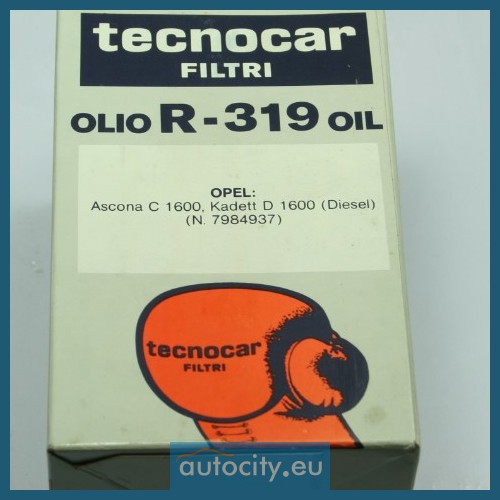 tecnocar
FILTRI
OLIO R-319 OIL
OPEL:
Ascona C 1600, Kadett D 1600 (Diesel)
(N. 7984937)
tecnocar
FILTRI
autocity.eu